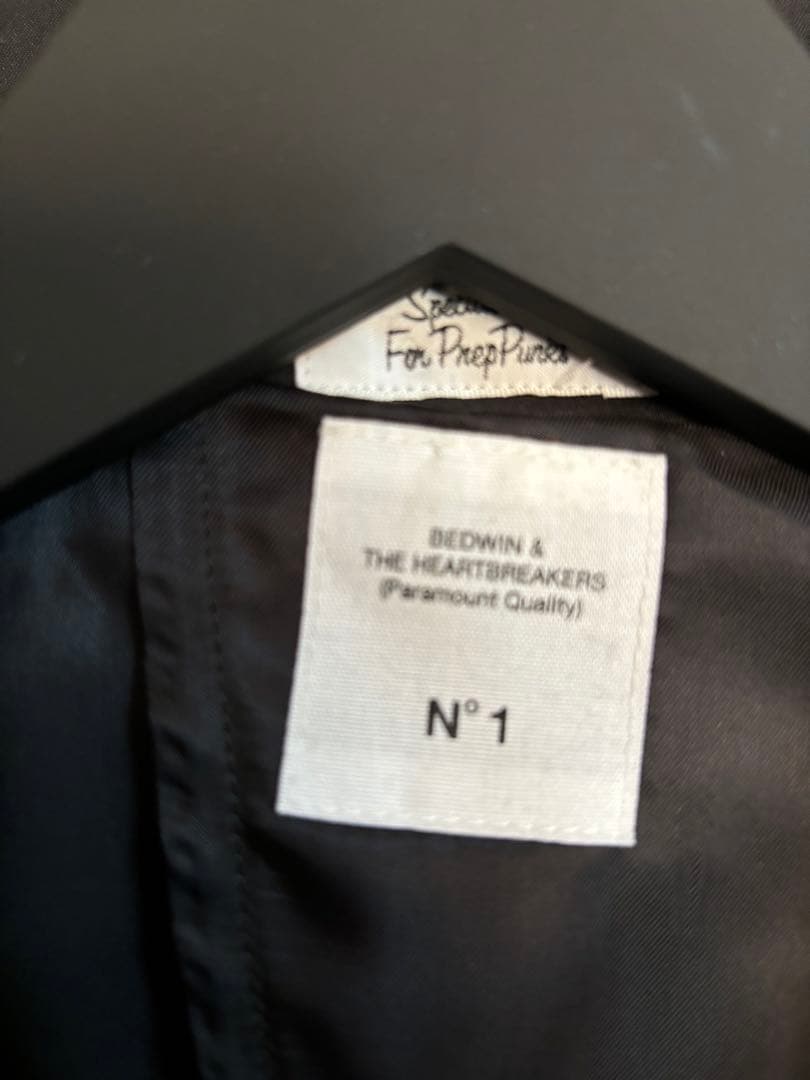 For PrepPunks
BEDWIN &
THE HEARTBREAKERS
(Paramount Quality)
N° 1